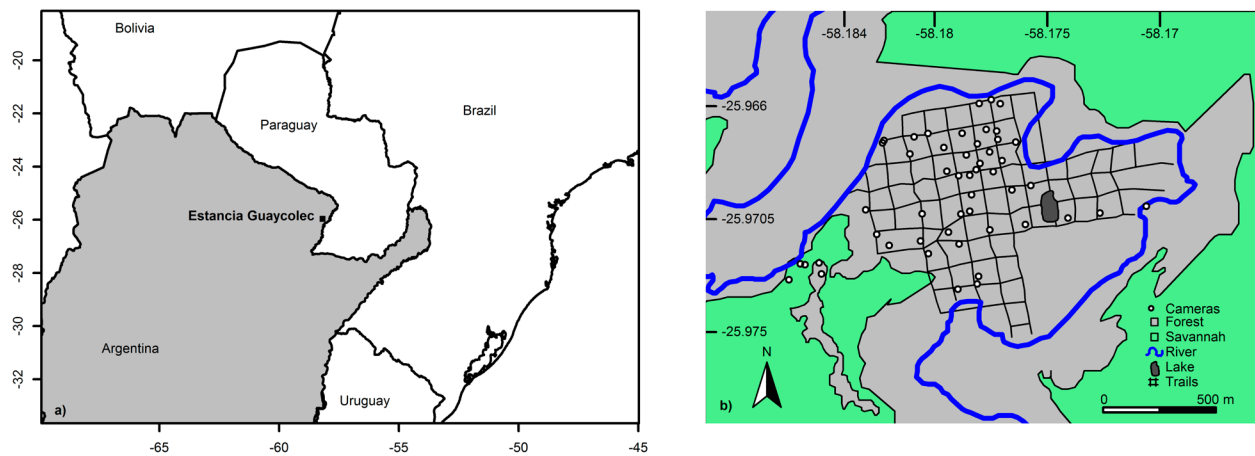 Bolivia
Brazil
Paraguay
Estancia Guaycolec
Argentina
Uruguay
a)
-20
-22
-24
-26
-28
-30
-32
-65
-60
-55
-50
-45
-58.184
-58.18
-58.175
-58.17
-25.966
-25.9705
-25.975
Cameras
Forest
Savannah
River
Lake
Trails
N
b)
0 500 m